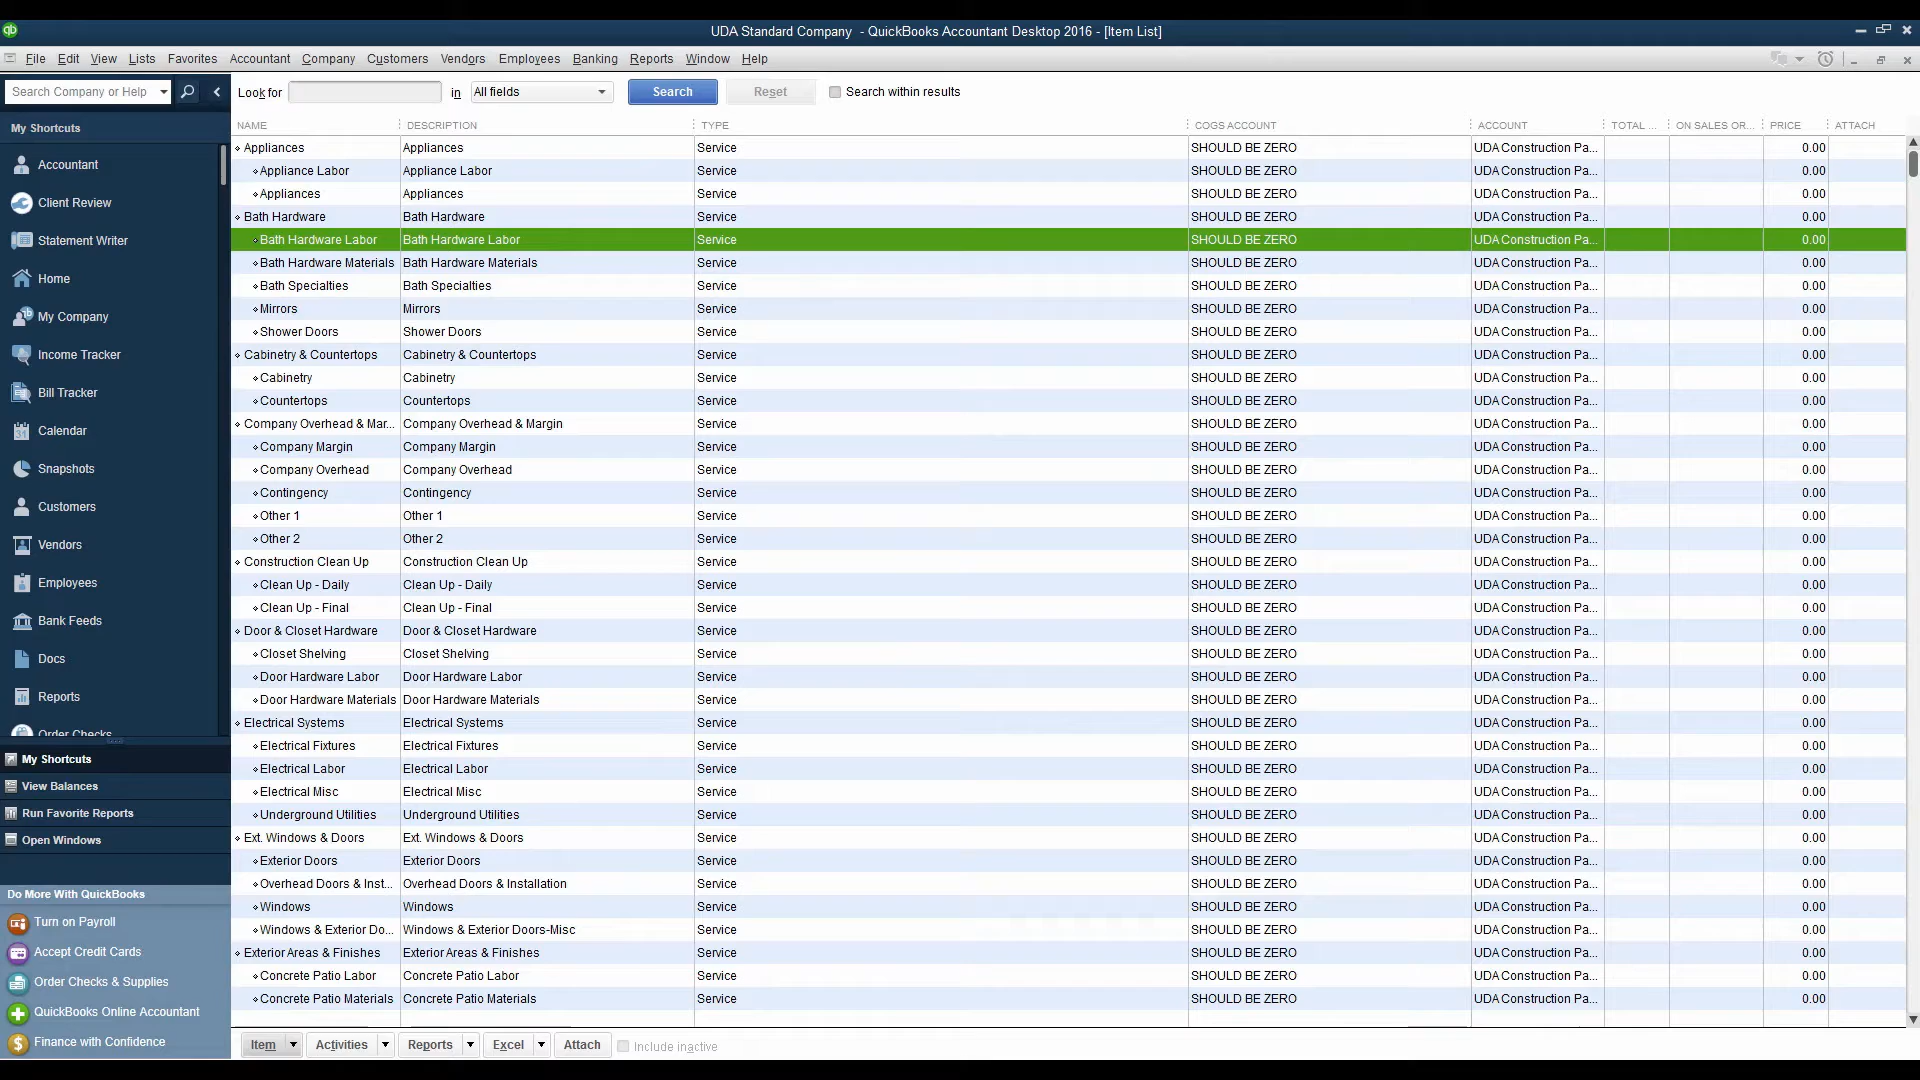 UDA Standard Company - QuickBooks Accountant Desktop 2016 - [Item List]
File Edit View Lists Favorites Accountant Company Customers Vendors Employees Banking Reports Window Help
Search Company or Help
Look for in All fields Search Reset Search within results
My Shortcuts
Accountant
Client Review
Statement Writer
Home
My Company
Income Tracker
Bill Tracker
Calendar
Snapshots
Customers
Vendors
Employees
Bank Feeds
Docs
Reports
Order Checks
My Shortcuts
View Balances
Run Favorite Reports
Open Windows
Do More With QuickBooks
Turn on Payroll
Accept Credit Cards
Order Checks & Supplies
QuickBooks Online Accountant
Finance with Confidence
NAME DESCRIPTION TYPE COGS ACCOUNT ACCOUNT TOTAL ... ON SALES OR... PRICE ATTACH
Appliances Appliances Service SHOULD BE ZERO UDA Construction Pa... 0.00
Appliance Labor Appliance Labor Service SHOULD BE ZERO UDA Construction Pa... 0.00
Appliances Appliances Service SHOULD BE ZERO UDA Construction Pa... 0.00
Bath Hardware Bath Hardware Service SHOULD BE ZERO UDA Construction Pa... 0.00
Bath Hardware Labor Bath Hardware Labor Service SHOULD BE ZERO UDA Construction Pa... 0.00
Bath Hardware Materials Bath Hardware Materials Service SHOULD BE ZERO UDA Construction Pa... 0.00
Bath Specialties Bath Specialties Service SHOULD BE ZERO UDA Construction Pa... 0.00
Mirrors Mirrors Service SHOULD BE ZERO UDA Construction Pa... 0.00
Shower Doors Shower Doors Service SHOULD BE ZERO UDA Construction Pa... 0.00
Cabinetry & Countertops Cabinetry & Countertops Service SHOULD BE ZERO UDA Construction Pa... 0.00
Cabinetry Cabinetry Service SHOULD BE ZERO UDA Construction Pa... 0.00
Countertops Countertops Service SHOULD BE ZERO UDA Construction Pa... 0.00
Company Overhead & Mar... Company Overhead & Margin Service SHOULD BE ZERO UDA Construction Pa... 0.00
Company Margin Company Margin Service SHOULD BE ZERO UDA Construction Pa... 0.00
Company Overhead Company Overhead Service SHOULD BE ZERO UDA Construction Pa... 0.00
Contingency Contingency Service SHOULD BE ZERO UDA Construction Pa... 0.00
Other 1 Other 1 Service SHOULD BE ZERO UDA Construction Pa... 0.00
Other 2 Other 2 Service SHOULD BE ZERO UDA Construction Pa... 0.00
Construction Clean Up Construction Clean Up Service SHOULD BE ZERO UDA Construction Pa... 0.00
Clean Up - Daily Clean Up - Daily Service SHOULD BE ZERO UDA Construction Pa... 0.00
Clean Up - Final Clean Up - Final Service SHOULD BE ZERO UDA Construction Pa... 0.00
Door & Closet Hardware Door & Closet Hardware Service SHOULD BE ZERO UDA Construction Pa... 0.00
Closet Shelving Closet Shelving Service SHOULD BE ZERO UDA Construction Pa... 0.00
Door Hardware Labor Door Hardware Labor Service SHOULD BE ZERO UDA Construction Pa... 0.00
Door Hardware Materials Door Hardware Materials Service SHOULD BE ZERO UDA Construction Pa... 0.00
Electrical Systems Electrical Systems Service SHOULD BE ZERO UDA Construction Pa... 0.00
Electrical Fixtures Electrical Fixtures Service SHOULD BE ZERO UDA Construction Pa... 0.00
Electrical Labor Electrical Labor Service SHOULD BE ZERO UDA Construction Pa... 0.00
Electrical Misc Electrical Misc Service SHOULD BE ZERO UDA Construction Pa... 0.00
Underground Utilities Underground Utilities Service SHOULD BE ZERO UDA Construction Pa... 0.00
Ext. Windows & Doors Ext. Windows & Doors Service SHOULD BE ZERO UDA Construction Pa... 0.00
Exterior Doors Exterior Doors Service SHOULD BE ZERO UDA Construction Pa... 0.00
Overhead Doors & Inst... Overhead Doors & Installation Service SHOULD BE ZERO UDA Construction Pa... 0.00
Windows Windows Service SHOULD BE ZERO UDA Construction Pa... 0.00
Windows & Exterior Do... Windows & Exterior Doors-Misc Service SHOULD BE ZERO UDA Construction Pa... 0.00
Exterior Areas & Finishes Exterior Areas & Finishes Service SHOULD BE ZERO UDA Construction Pa... 0.00
Concrete Patio Labor Concrete Patio Labor Service SHOULD BE ZERO UDA Construction Pa... 0.00
Concrete Patio Materials Concrete Patio Materials Service SHOULD BE ZERO UDA Construction Pa... 0.00
Item Activities Reports Excel Attach Include inactive